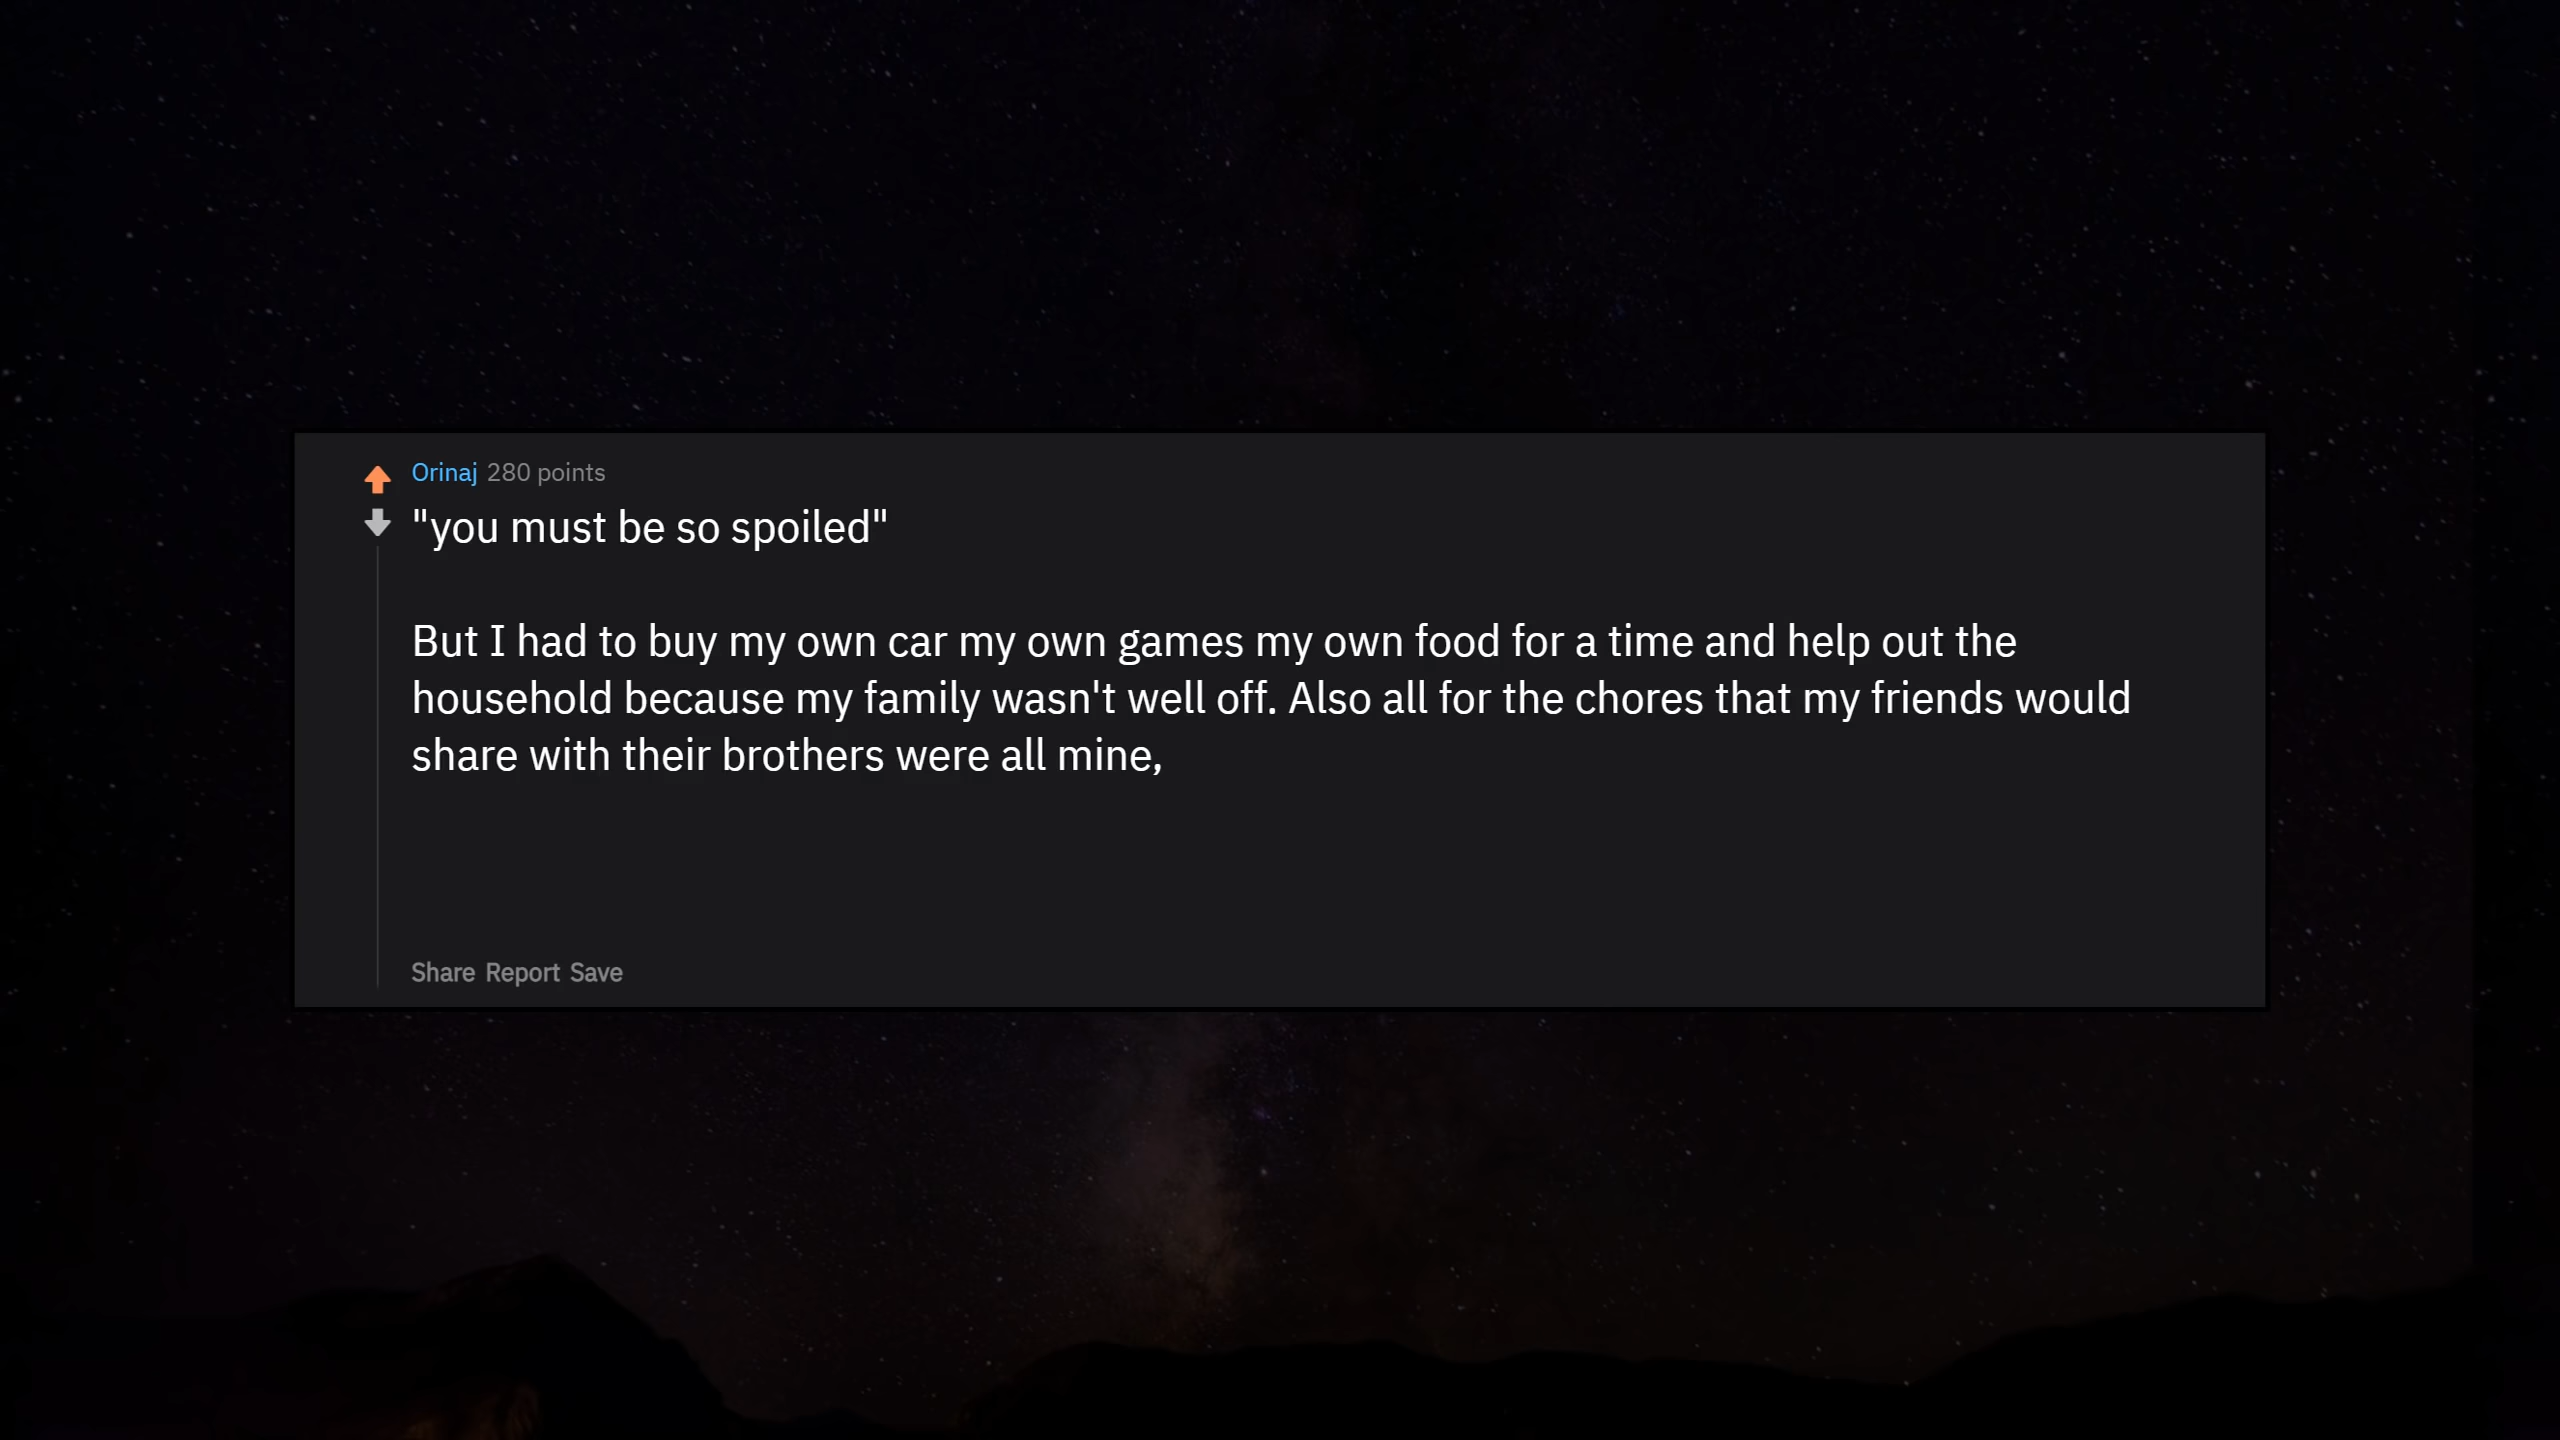 Orinaj 280 points
"you must be so spoiled"
But I had to buy my own car my own games my own food for a time and help out the
household because my family wasn't well off. Also all for the chores that my friends would
share with their brothers were all mine,
Share Report Save